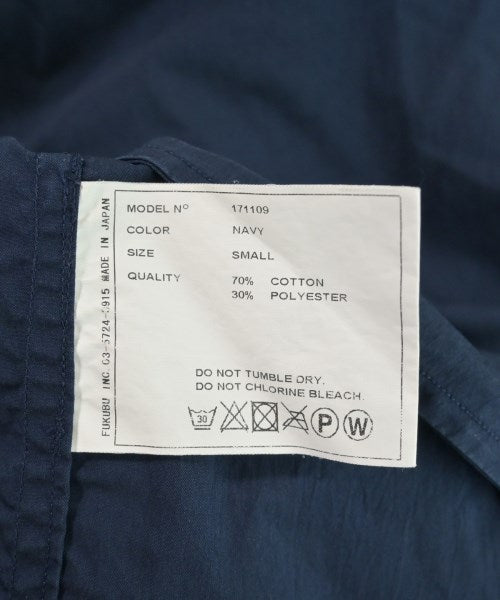 MODEL Nº 171109
COLOR NAVY
SIZE SMALL
QUALITY 70% COTTON
30% POLYESTER
DO NOT TUMBLE DRY.
DO NOT CHLORINE BLEACH.
30 P W
FUKUBU INC. 03-5724-5915 MADE IN JAPAN